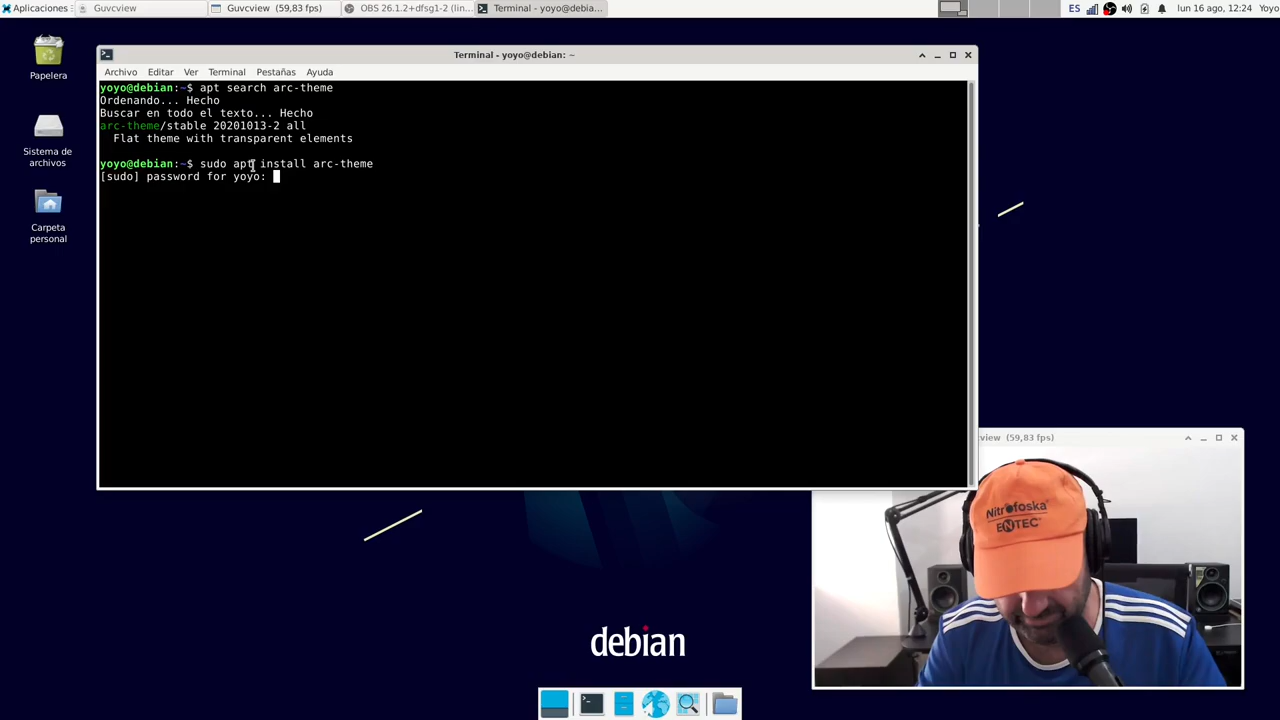 Aplicaciones
Guvcview
Guvcview (59,83 fps)
OBS 26.1.2+dfsg1-2 (lin...
Terminal - yoyo@debia...
ES
lun 16 ago, 12:24
Yoyo
Papelera
Sistema de
archivos
Carpeta
personal
Terminal - yoyo@debian: ~
Archivo Editar Ver Terminal Pestañas Ayuda
yoyo@debian:~$ apt search arc-theme
Ordenando... Hecho
Buscar en todo el texto... Hecho
arc-theme/stable 20201013-2 all
  Flat theme with transparent elements
yoyo@debian:~$ sudo apt install arc-theme
[sudo] password for yoyo:
view (59,83 fps)
Nitrofoska
ENTEC
debian